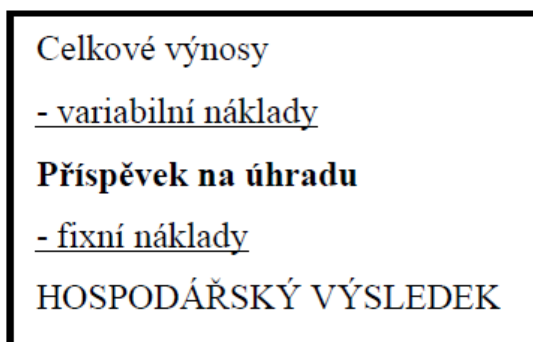 Celkové výnosy
- variabilní náklady
Příspěvek na úhradu
- fixní náklady
HOSPODÁŘSKÝ VÝSLEDEK